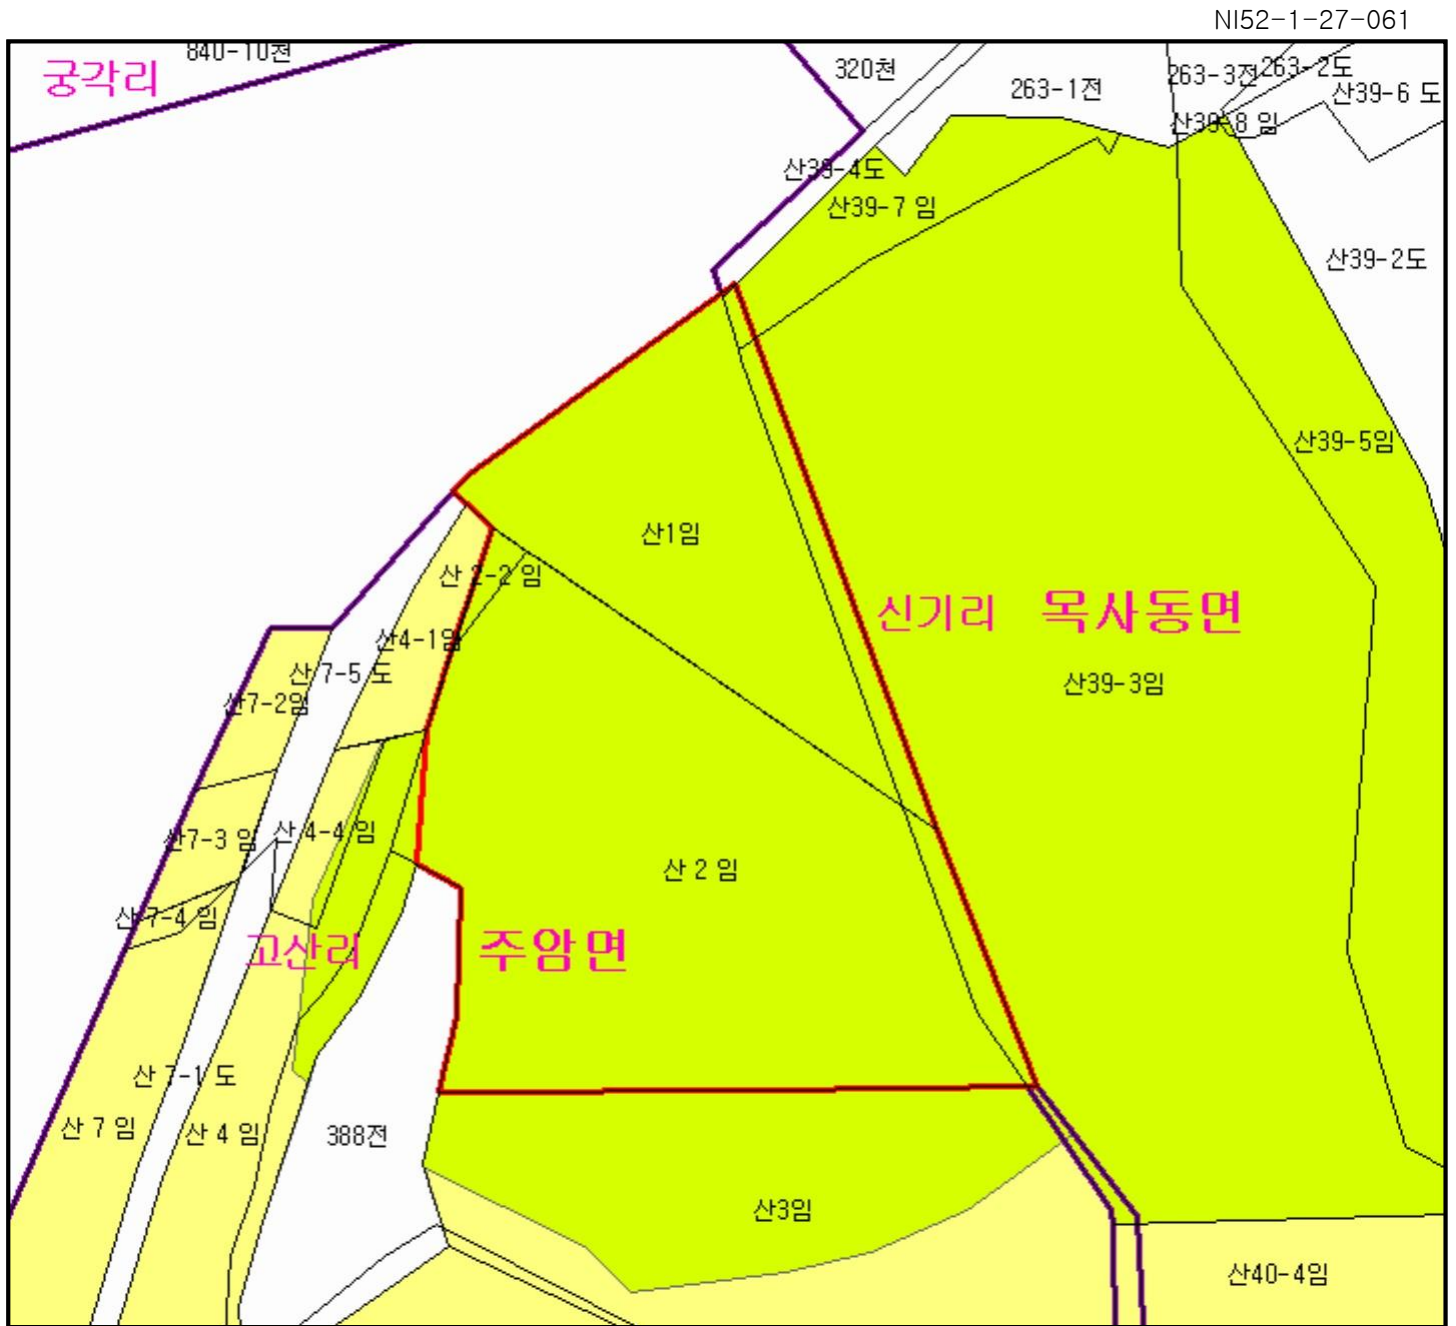 NI52-1-27-061
840-10천
궁각리
320천
263-1전
263-3전
263-2도
산39-6 도
산39-8 임
산39-4도
산39-7 임
산39-2도
산39-5임
산1임
산 2-2 임
신기리
목사동면
산4-1임
산 7-5 도
산39-3임
산7-2임
산7-3 임
산 4-4 임
산 2 임
산 7-4 임
고산리
주암면
산 7-1 도
산 7 임
산 4 임
388전
산3임
산40-4임